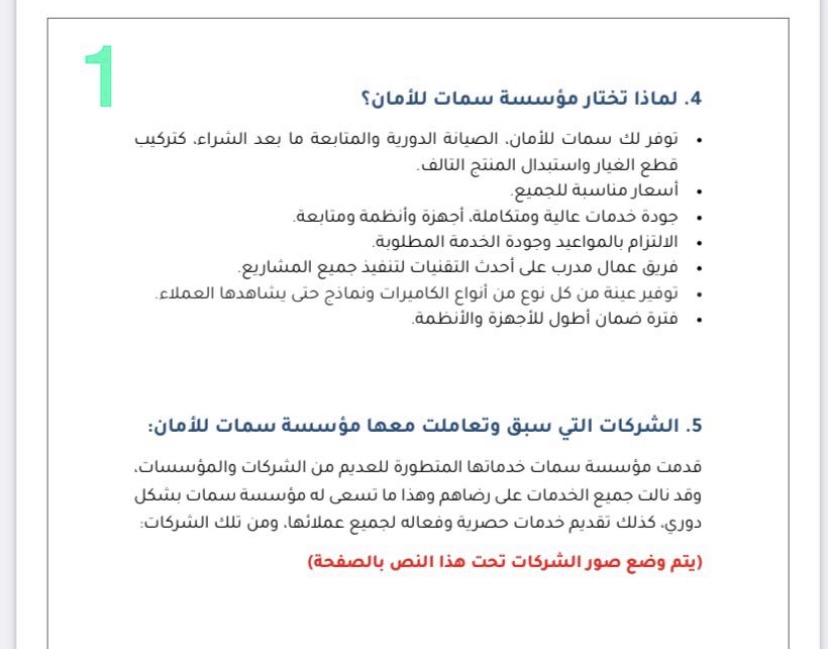 1
4. لماذا تختار مؤسسة سمات للأمان؟
• توفر لك سمات للأمان، الصيانة الدورية والمتابعة ما بعد الشراء، كتركيب
قطع الغيار واستبدال المنتج التالف.
• أسعار مناسبة للجميع.
• جودة خدمات عالية ومتكاملة، أجهزة وأنظمة ومتابعة.
• الالتزام بالمواعيد وجودة الخدمة المطلوبة.
• فريق عمال مدرب على أحدث التقنيات لتنفيذ جميع المشاريع.
• توفير عينة من كل نوع من أنواع الكاميرات ونماذج حتى يشاهدها العملاء.
• فترة ضمان أطول للأجهزة والأنظمة.
5. الشركات التي سبق وتعاملت معها مؤسسة سمات للأمان:
قدمت مؤسسة سمات خدماتها المتطورة للعديم من الشركات والمؤسسات،
وقد نالت جميع الخدمات على رضاهم وهذا ما تسعى له مؤسسة سمات بشكل
دوري، كذلك تقديم خدمات حصرية وفعاله لجميع عملائها، ومن تلك الشركات:
(يتم وضع صور الشركات تحت هذا النص بالصفحة)